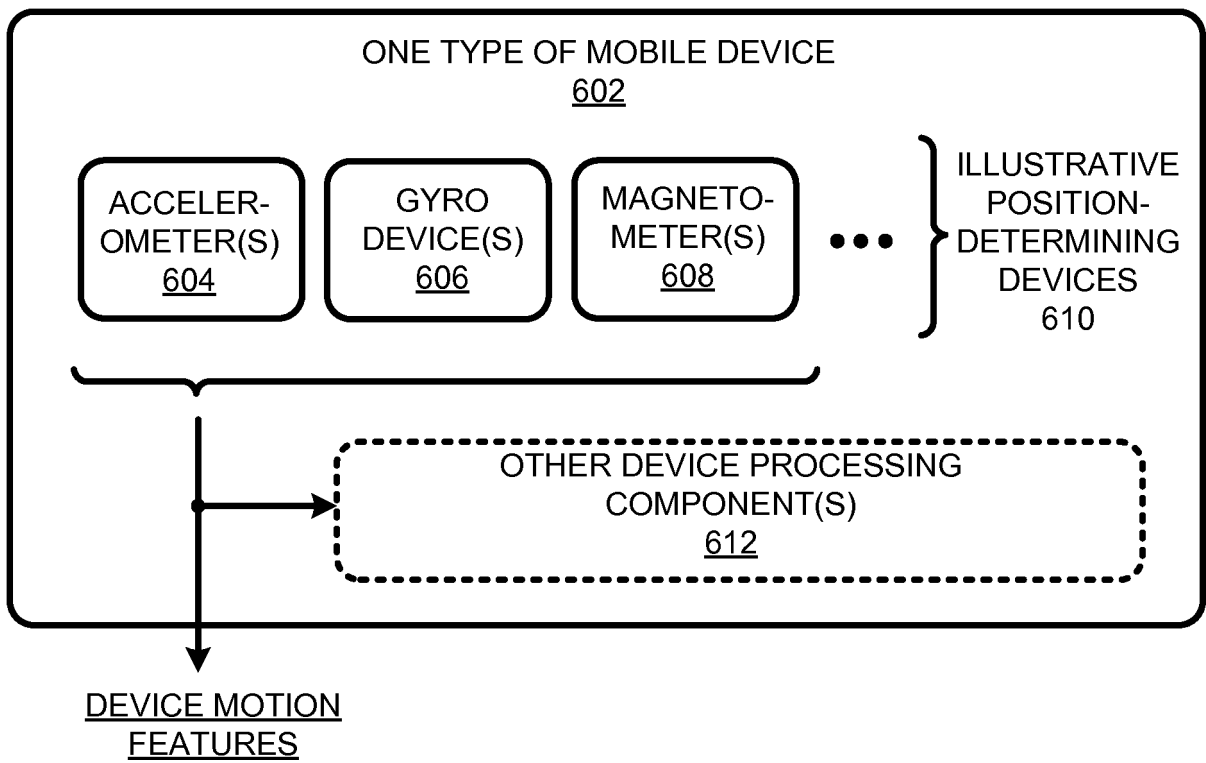 ONE TYPE OF MOBILE DEVICE
602
ACCELER-
OMETER(S)
604
GYRO
DEVICE(S)
606
MAGNETO-
METER(S)
608
ILLUSTRATIVE
POSITION-
DETERMINING
DEVICES
610
OTHER DEVICE PROCESSING
COMPONENT(S)
612
DEVICE MOTION
FEATURES